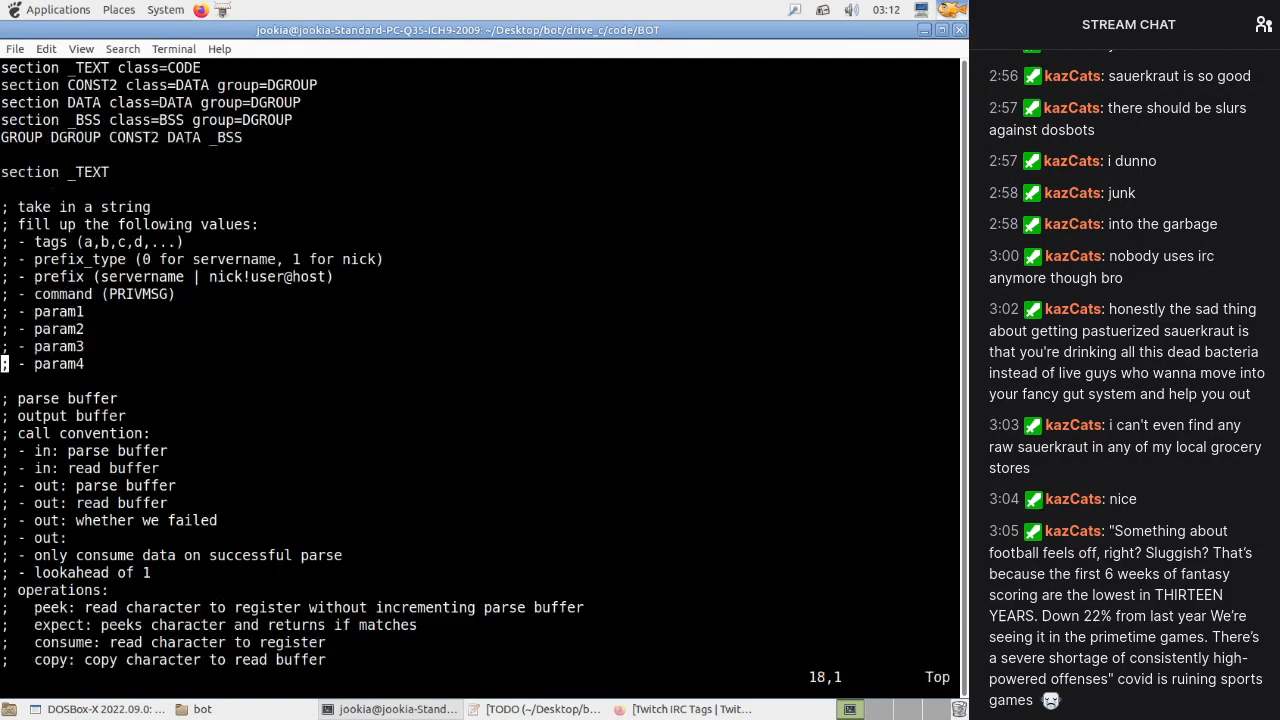 Applications Places System 03:12
jookia@jookia-Standard-PC-Q35-ICH9-2009: ~/Desktop/bot/drive_c/code/BOT
File Edit View Search Terminal Help
section _TEXT class=CODE
section CONST2 class=DATA group=DGROUP
section DATA class=DATA group=DGROUP
section _BSS class=BSS group=DGROUP
GROUP DGROUP CONST2 DATA _BSS
section _TEXT
; take in a string
; fill up the following values:
; - tags (a,b,c,d,...)
; - prefix_type (0 for servername, 1 for nick)
; - prefix (servername | nick!user@host)
; - command (PRIVMSG)
; - param1
; - param2
; - param3
; - param4
; parse buffer
; output buffer
; call convention:
; - in: parse buffer
; - in: read buffer
; - out: parse buffer
; - out: read buffer
; - out: whether we failed
; - out:
; - only consume data on successful parse
; - lookahead of 1
; operations:
;   peek: read character to register without incrementing parse buffer
;   expect: peeks character and returns if matches
;   consume: read character to register
;   copy: copy character to read buffer
18,1 Top
DOSBox-X 2022.09.0: ... bot jookia@jookia-Stand... [TODO (~/Desktop/b... [Twitch IRC Tags | Twit...
STREAM CHAT
2:56 kazCats: sauerkraut is so good
2:57 kazCats: there should be slurs
against dosbots
2:57 kazCats: i dunno
2:58 kazCats: junk
2:58 kazCats: into the garbage
3:00 kazCats: nobody uses irc
anymore though bro
3:02 kazCats: honestly the sad thing
about getting pastuerized sauerkraut is
that you're drinking all this dead bacteria
instead of live guys who wanna move into
your fancy gut system and help you out
3:03 kazCats: i can't even find any
raw sauerkraut in any of my local grocery
stores
3:04 kazCats: nice
3:05 kazCats: "Something about
football feels off, right? Sluggish? That’s
because the first 6 weeks of fantasy
scoring are the lowest in THIRTEEN
YEARS. Down 22% from last year We’re
seeing it in the primetime games. There’s
a severe shortage of consistently high-
powered offenses" covid is ruining sports
games